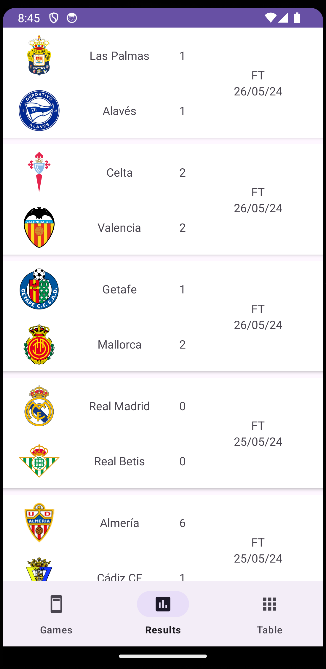 8:45
Las Palmas 1
FT
26/05/24
Alavés 1
Celta 2
FT
26/05/24
Valencia 2
Getafe 1
FT
26/05/24
Mallorca 2
Real Madrid 0
FT
25/05/24
Real Betis 0
Almería 6
FT
25/05/24
Cádiz CF 1
Games
Results
Table